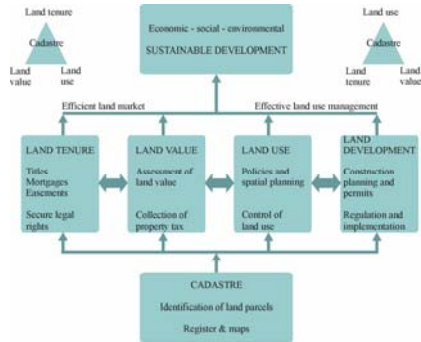 Land tenure
Cadastre
Land value
Land use
Economic - social - environmental
SUSTAINABLE DEVELOPMENT
Land use
Cadastre
Land tenure
Land value
Efficient land market
Effective land use management
LAND TENURE
Titles
Mortgages
Easements
Secure legal
rights
LAND VALUE
Assessment of
land value
Collection of
property tax
LAND USE
Policies and
spatial planning
Control of
land use
LAND
DEVELOPMENT
Construction
planning and
permits
Regulation and
implementation
CADASTRE
Identification of land parcels
Register & maps